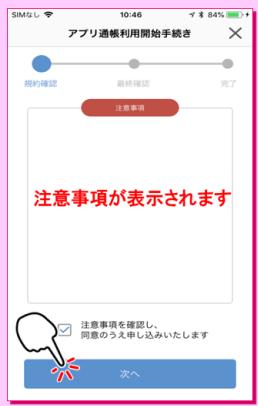 SIMなし 10:46 84%
アプリ通帳利用開始手続き
規約確認 最終確認 完了
注意事項
注意事項が表示されます
注意事項を確認し、
同意のうえ申し込みいたします
次へ